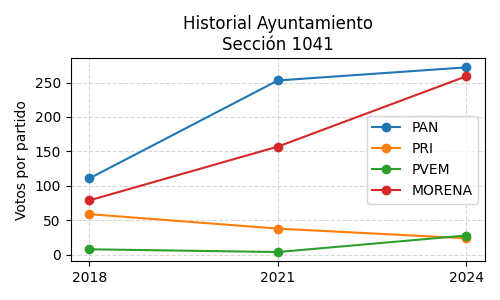 Historial Ayuntamiento
Sección 1041
Votos por partido
250
200
150
100
50
0
2018
2021
2024
PAN
PRI
PVEM
MORENA